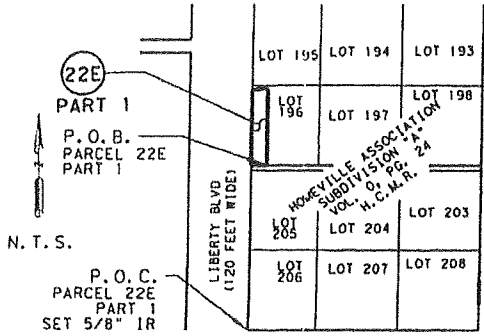 LOT 195 LOT 194 LOT 193
22E
PART 1
LOT
196
LOT 197
LOT 198
P.O.B.
PARCEL 22E
PART 1
HOMEVILLE ASSOCIATION
SUBDIVISION "A"
VOL. O, PG. 24
H.C.M.R.
N.T.S.
LIBERTY BLVD
(120 FEET WIDE)
LOT
205
LOT 204
LOT 203
LOT
206
LOT 207
LOT 208
P.O.C.
PARCEL 22E
PART 1
SET 5/8" IR